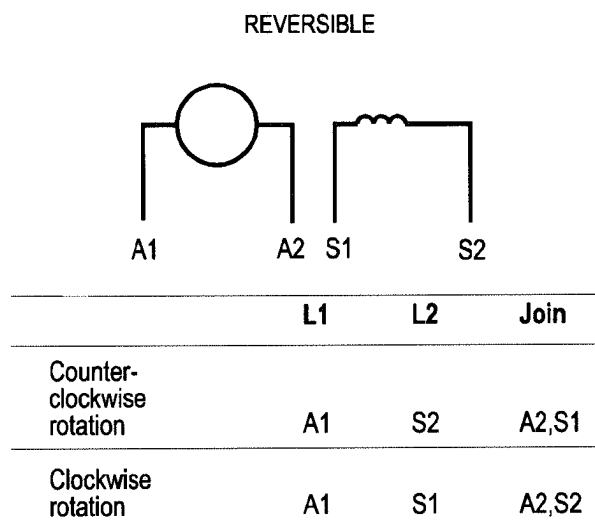 REVERSIBLE
A1 A2 S1 S2
L1 L2 Join
Counter-
clockwise
rotation A1 S2 A2,S1
Clockwise
rotation A1 S1 A2,S2